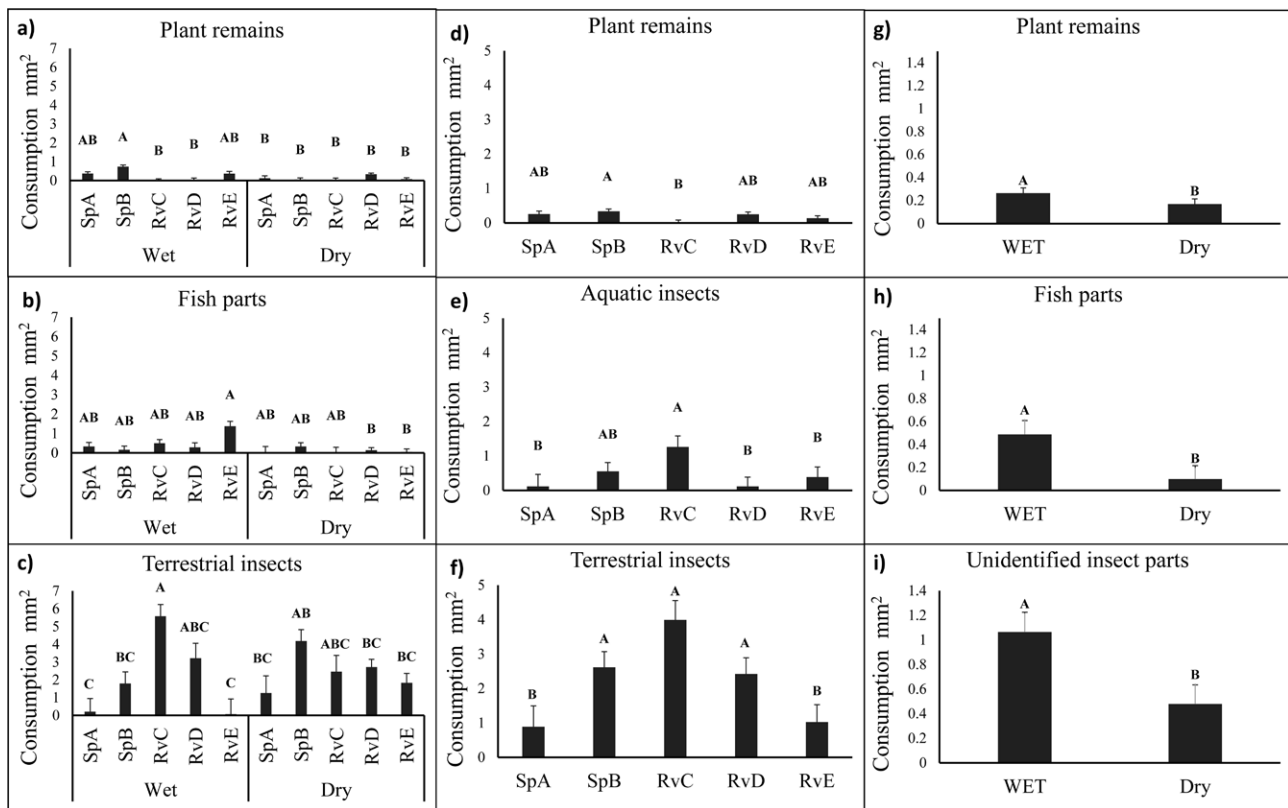 a) Plant remains
Consumption mm²
7
6
5
4
3
2
1
0
AB A B B AB B B B B B
SpA SpB RvC RvD RvE SpA SpB RvC RvD RvE
Wet Dry
b) Fish parts
Consumption mm²
7
6
5
4
3
2
1
0
AB AB AB AB A AB AB AB B B
SpA SpB RvC RvD RvE SpA SpB RvC RvD RvE
Wet Dry
c) Terrestrial insects
Consumption mm²
7
6
5
4
3
2
1
0
C BC A ABC C BC AB ABC BC BC
SpA SpB RvC RvD RvE SpA SpB RvC RvD RvE
Wet Dry
d) Plant remains
Consumption mm²
5
4
3
2
1
0
AB A B AB AB
SpA SpB RvC RvD RvE
e) Aquatic insects
Consumption mm²
5
4
3
2
1
0
B AB A B B
SpA SpB RvC RvD RvE
f) Terrestrial insects
Consumption mm²
5
4
3
2
1
0
B A A A B
SpA SpB RvC RvD RvE
g) Plant remains
Consumption mm²
1.4
1.2
1
0.8
0.6
0.4
0.2
0
A B
WET Dry
h) Fish parts
Consumption mm²
1.4
1.2
1
0.8
0.6
0.4
0.2
0
A B
WET Dry
i) Unidentified insect parts
Consumption mm²
1.4
1.2
1
0.8
0.6
0.4
0.2
0
A B
WET Dry